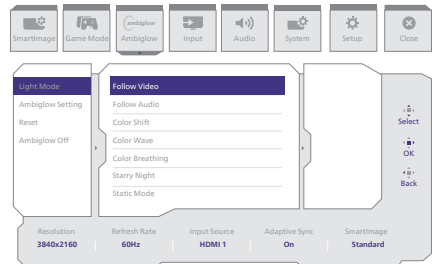 ambiglow
SmartImage Game Mode Ambiglow Input Audio System Setup Close
Light Mode
Ambiglow Setting
Reset
Ambiglow Off
Follow Video
Follow Audio
Color Shift
Color Wave
Color Breathing
Starry Night
Static Mode
Select
OK
Back
Resolution Refresh Rate Input Source Adaptive Sync SmartImage
3840x2160 60Hz HDMI 1 On Standard